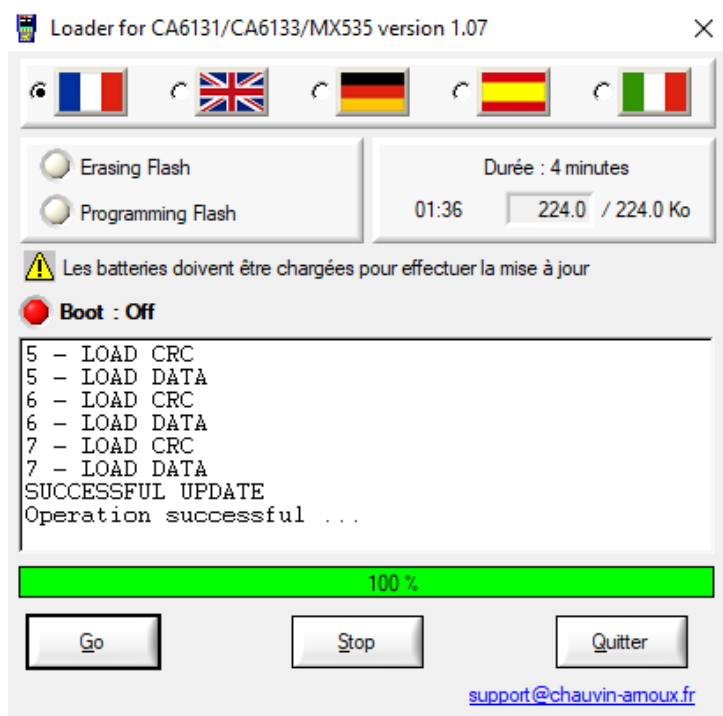 Loader for CA6131/CA6133/MX535 version 1.07
Erasing Flash
Programming Flash
Durée : 4 minutes
01:36 224.0 / 224.0 Ko
Les batteries doivent être chargées pour effectuer la mise à jour
Boot : Off
5 - LOAD CRC
5 - LOAD DATA
6 - LOAD CRC
6 - LOAD DATA
7 - LOAD CRC
7 - LOAD DATA
SUCCESSFUL UPDATE
Operation successful ...
100 %
Go Stop Quitter
support@chauvin-arnoux.fr